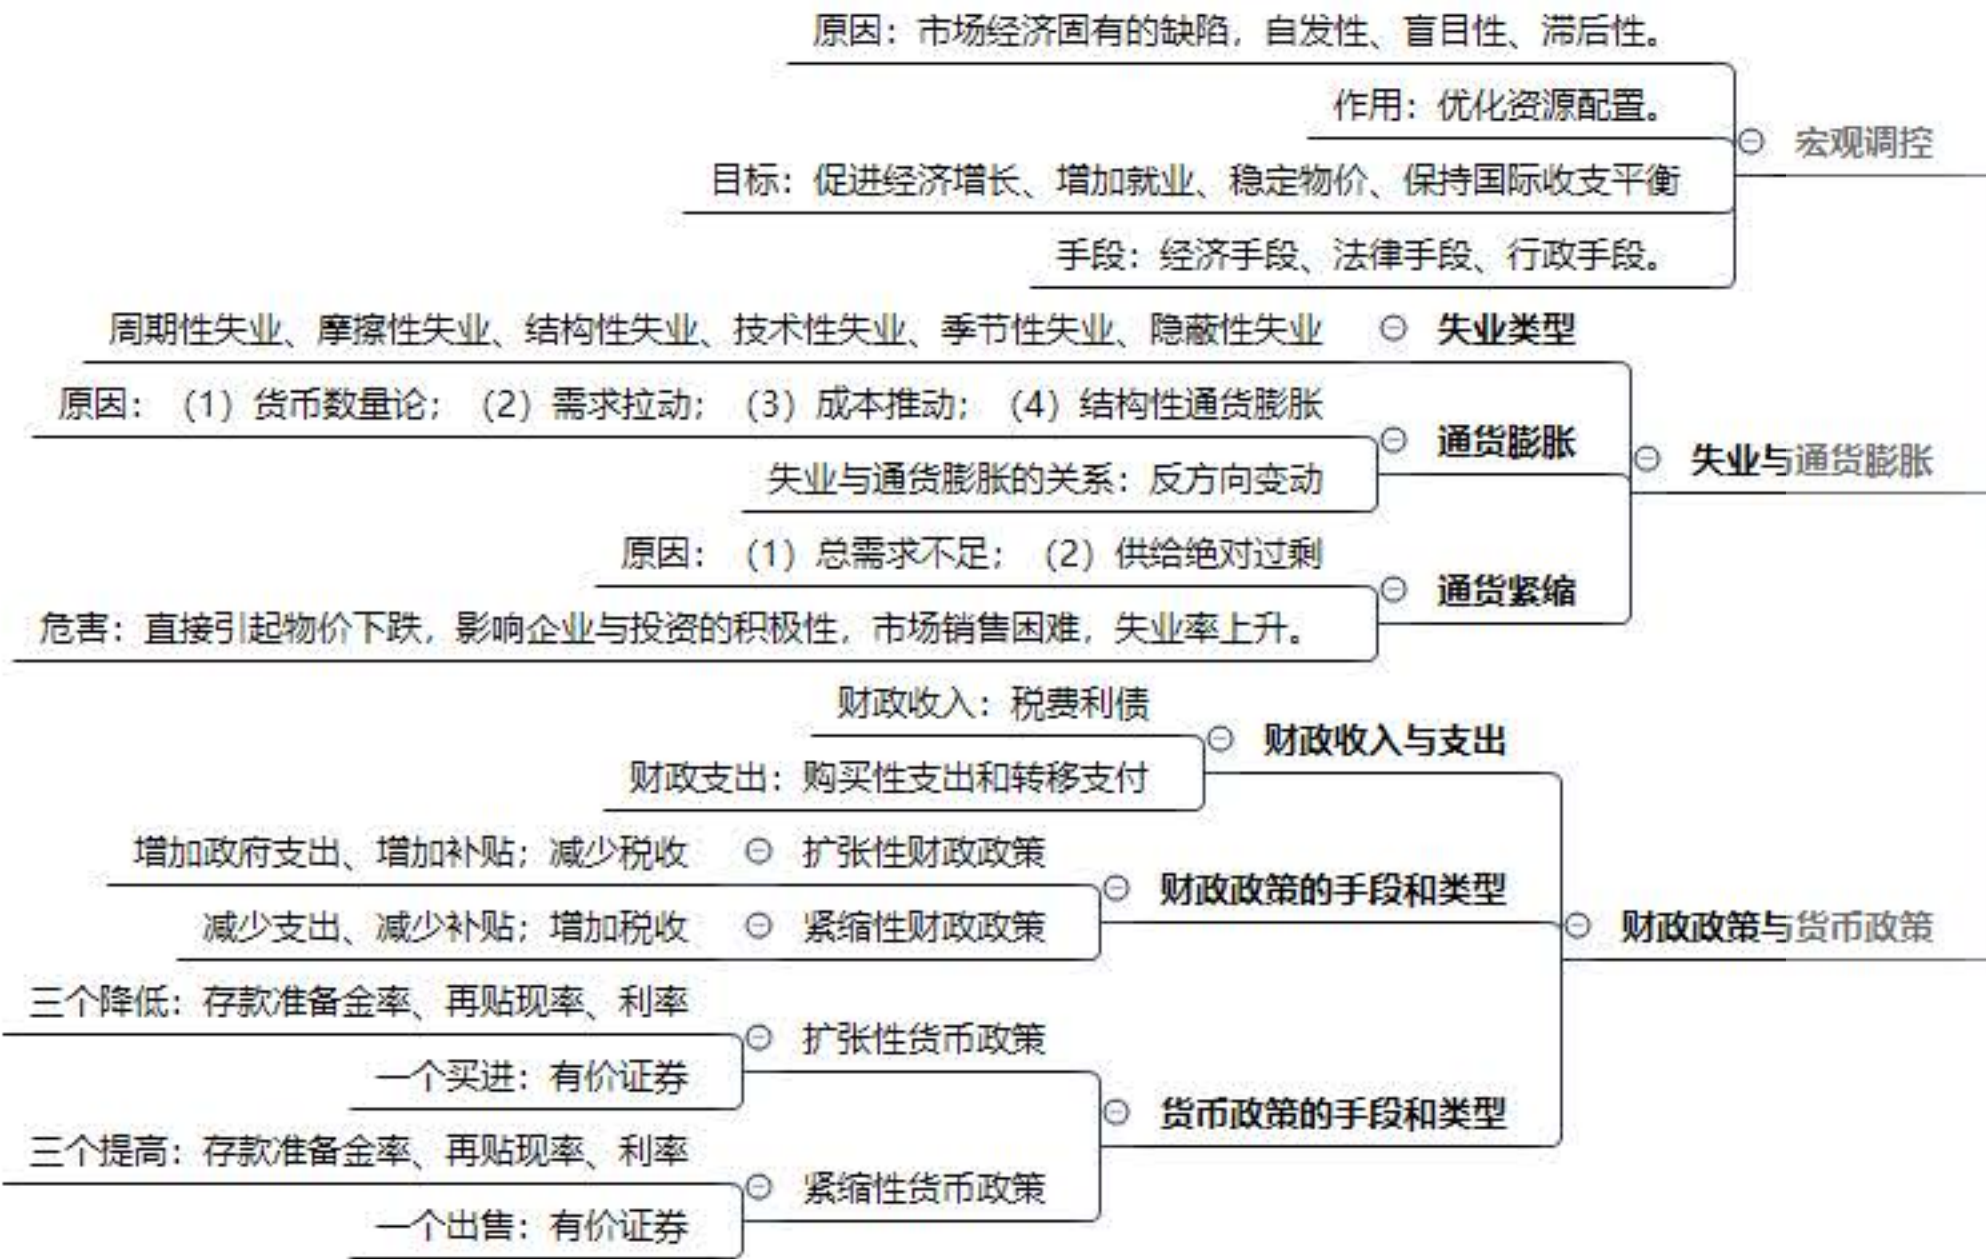 原因：市场经济固有的缺陷，自发性、盲目性、滞后性。
作用：优化资源配置。
宏观调控
目标：促进经济增长、增加就业、稳定物价、保持国际收支平衡
手段：经济手段、法律手段、行政手段。
周期性失业、摩擦性失业、结构性失业、技术性失业、季节性失业、隐蔽性失业
失业类型
原因：（1）货币数量论；（2）需求拉动；（3）成本推动；（4）结构性通货膨胀
通货膨胀
失业与通货膨胀
失业与通货膨胀的关系：反方向变动
原因：（1）总需求不足；（2）供给绝对过剩
通货紧缩
危害：直接引起物价下跌，影响企业与投资的积极性，市场销售困难，失业率上升。
财政收入：税费利债
财政收入与支出
财政支出：购买性支出和转移支付
增加政府支出、增加补贴；减少税收
扩张性财政政策
财政政策的手段和类型
减少支出、减少补贴；增加税收
紧缩性财政政策
财政政策与货币政策
三个降低：存款准备金率、再贴现率、利率
扩张性货币政策
一个买进：有价证券
货币政策的手段和类型
三个提高：存款准备金率、再贴现率、利率
紧缩性货币政策
一个出售：有价证券